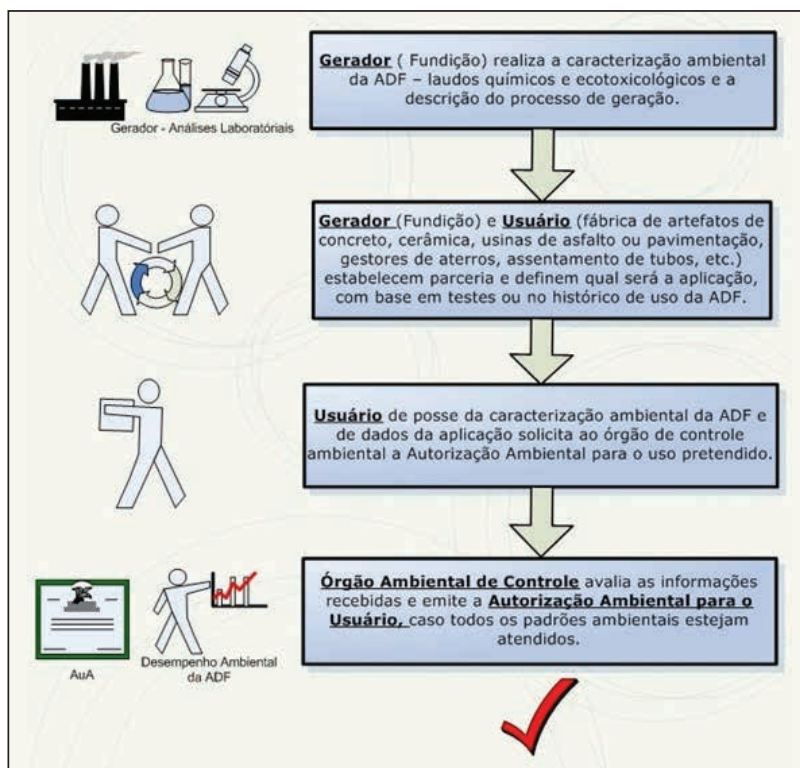 Gerador ( Fundição) realiza a caracterização ambiental
da ADF – laudos químicos e ecotoxicológicos e a
descrição do processo de geração.
Gerador - Análises Laboratóriais
Gerador (Fundição) e Usuário (fábrica de artefatos de
concreto, cerâmica, usinas de asfalto ou pavimentação,
gestores de aterros, assentamento de tubos, etc.)
estabelecem parceria e definem qual será a aplicação,
com base em testes ou no histórico de uso da ADF.
Usuário de posse da caracterização ambiental da ADF e
de dados da aplicação solicita ao órgão de controle
ambiental a Autorização Ambiental para o uso pretendido.
Órgão Ambiental de Controle avalia as informações
recebidas e emite a Autorização Ambiental para o
Usuário, caso todos os padrões ambientais estejam
atendidos.
AuA
Desempenho Ambiental
da ADF